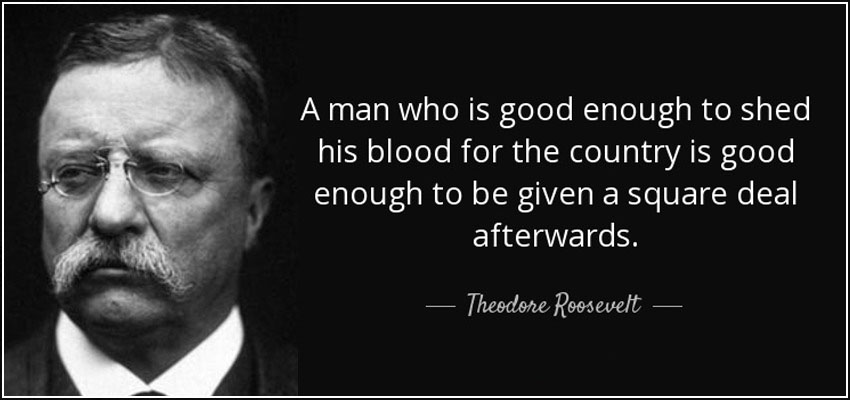 A man who is good enough to shed
his blood for the country is good
enough to be given a square deal
afterwards.
Theodore Roosevelt